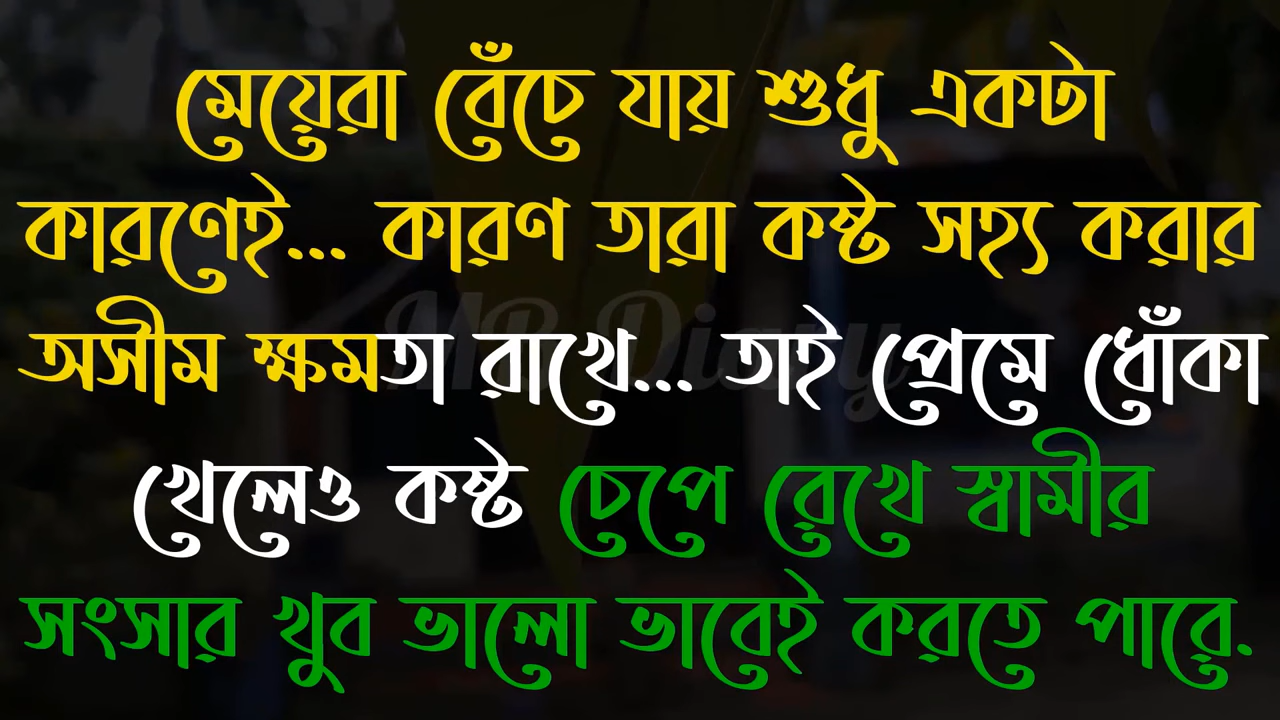 মেয়েরা বেঁচে যায় শুধু একটা
কারণেই... কারণ তারা কষ্ট সহ্য করার
অসীম ক্ষমতা রাখে... তাই প্রেমে ধোঁকা
খেলেও কষ্ট চেপে রেখে স্বামীর
সংসার খুব ভালো ভাবেই করতে পারে.